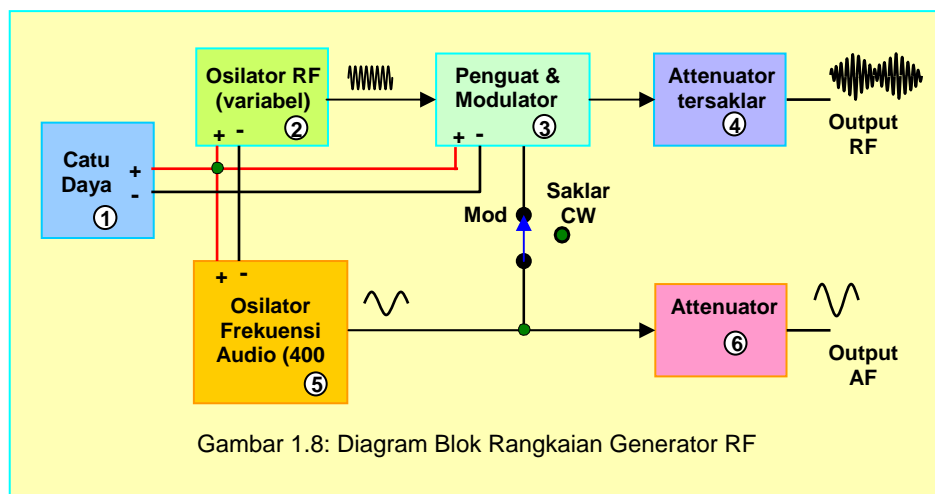 Osilator RF
(variabel)
2
+ -
Penguat &
Modulator
3
+ -
Attenuator
tersaklar
4
Output
RF
Catu
Daya
+
-
1
Mod
Saklar
CW
+ -
Osilator
Frekuensi
Audio (400
5
Attenuator
6
Output
AF
Gambar 1.8: Diagram Blok Rangkaian Generator RF